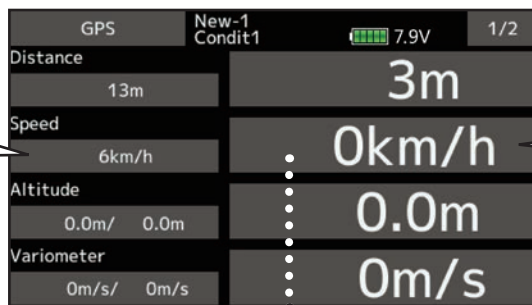 GPS New-1 Condit1 7.9V 1/2
Distance
13m 3m
Speed
6km/h 0km/h
Altitude
0.0m/ 0.0m 0.0m
Variometer
0m/s/ 0m/s 0m/s